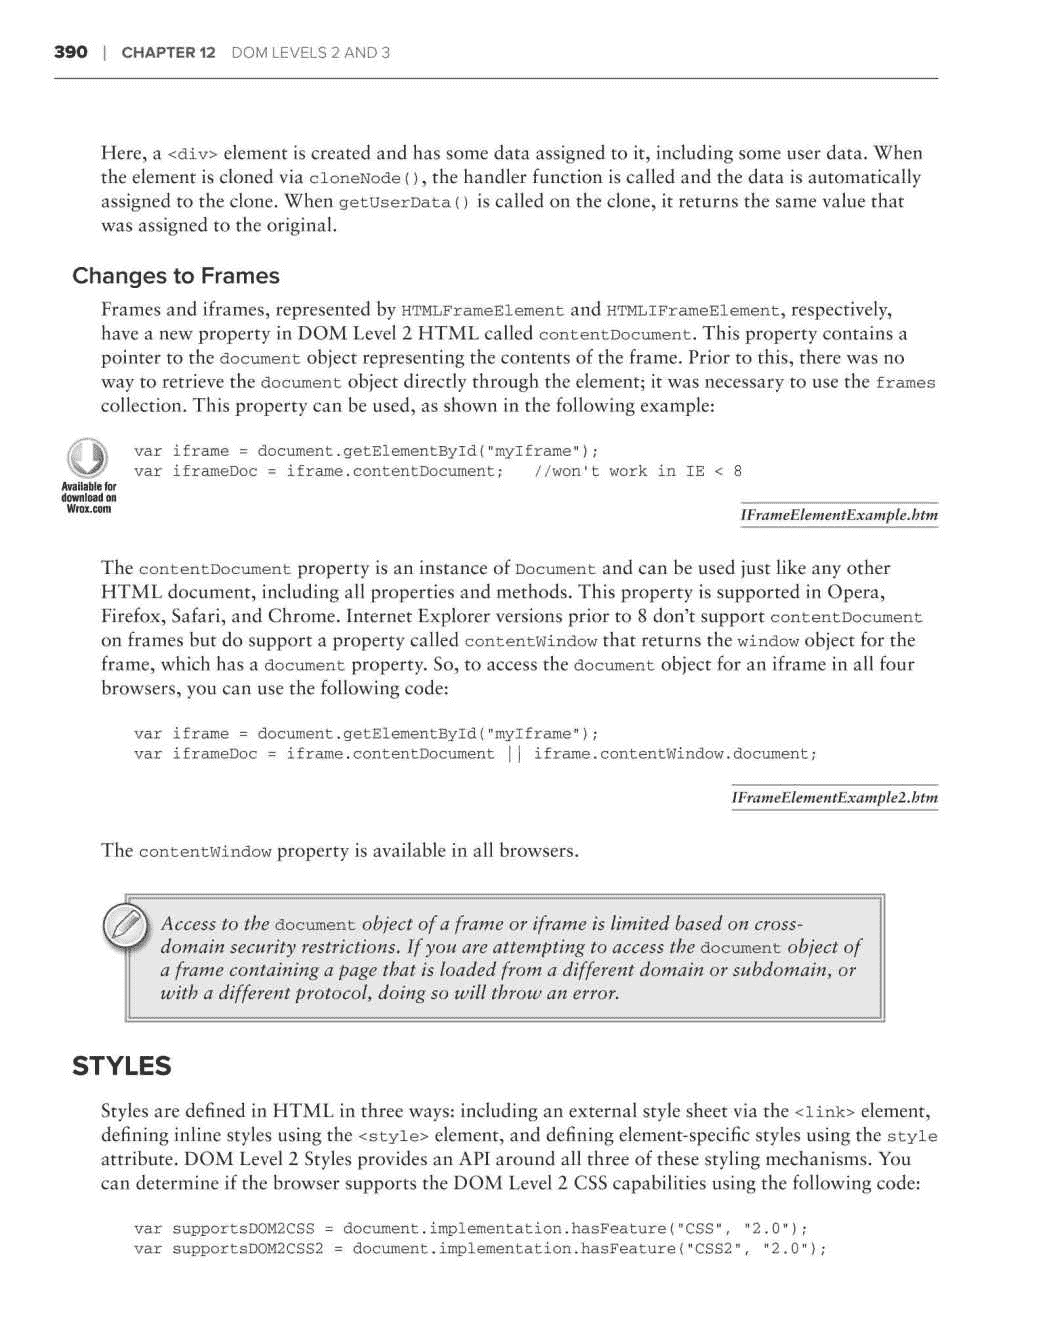 390 | CHAPTER 12 DOM LEVELS 2 AND 3
Here, a <div> element is created and has some data assigned to it, including some user data. When
the element is cloned via cloneNode(), the handler function is called and the data is automatically
assigned to the clone. When getUserData() is called on the clone, it returns the same value that
was assigned to the original.
Changes to Frames
Frames and iframes, represented by HTMLFrameElement and HTMLIFrameElement, respectively,
have a new property in DOM Level 2 HTML called contentDocument. This property contains a
pointer to the document object representing the contents of the frame. Prior to this, there was no
way to retrieve the document object directly through the element; it was necessary to use the frames
collection. This property can be used, as shown in the following example:
var iframe = document.getElementById("myIframe");
var iframeDoc = iframe.contentDocument;   //won't work in IE < 8
Available for
download on
Wrox.com
IFrameElementExample.htm
The contentDocument property is an instance of Document and can be used just like any other
HTML document, including all properties and methods. This property is supported in Opera,
Firefox, Safari, and Chrome. Internet Explorer versions prior to 8 don't support contentDocument
on frames but do support a property called contentWindow that returns the window object for the
frame, which has a document property. So, to access the document object for an iframe in all four
browsers, you can use the following code:
var iframe = document.getElementById("myIframe");
var iframeDoc = iframe.contentDocument || iframe.contentWindow.document;
IFrameElementExample2.htm
The contentWindow property is available in all browsers.
Access to the document object of a frame or iframe is limited based on cross-
domain security restrictions. If you are attempting to access the document object of
a frame containing a page that is loaded from a different domain or subdomain, or
with a different protocol, doing so will throw an error.
STYLES
Styles are defined in HTML in three ways: including an external style sheet via the <link> element,
defining inline styles using the <style> element, and defining element-specific styles using the style
attribute. DOM Level 2 Styles provides an API around all three of these styling mechanisms. You
can determine if the browser supports the DOM Level 2 CSS capabilities using the following code:
var supportsDOM2CSS = document.implementation.hasFeature("CSS", "2.0");
var supportsDOM2CSS2 = document.implementation.hasFeature("CSS2", "2.0");